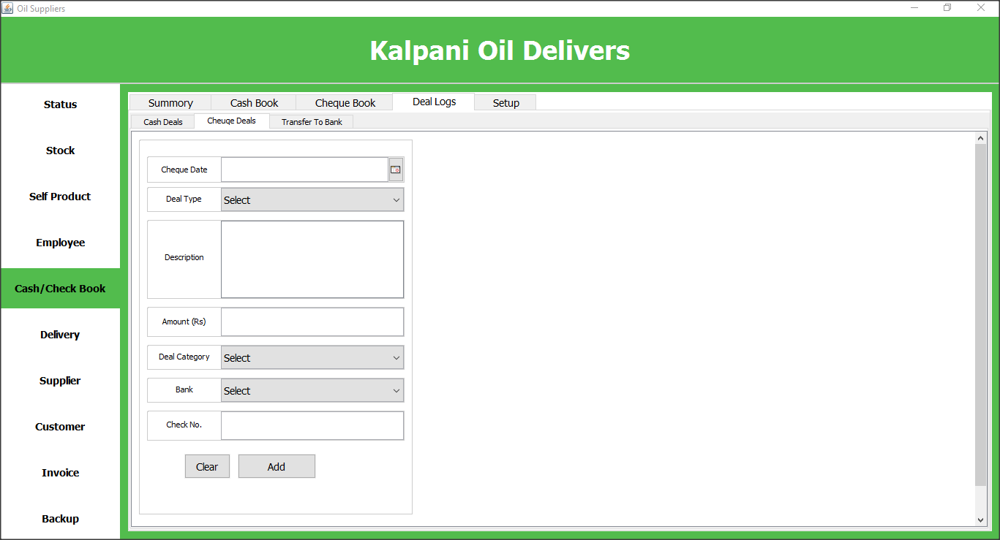 Oil Suppliers
Kalpani Oil Delivers
Status
Stock
Self Product
Employee
Cash/Check Book
Delivery
Supplier
Customer
Invoice
Backup
Summory Cash Book Cheque Book Deal Logs Setup
Cash Deals Cheuqe Deals Transfer To Bank
Cheque Date
Deal Type Select
Description
Amount (Rs)
Deal Category Select
Bank Select
Check No.
Clear Add